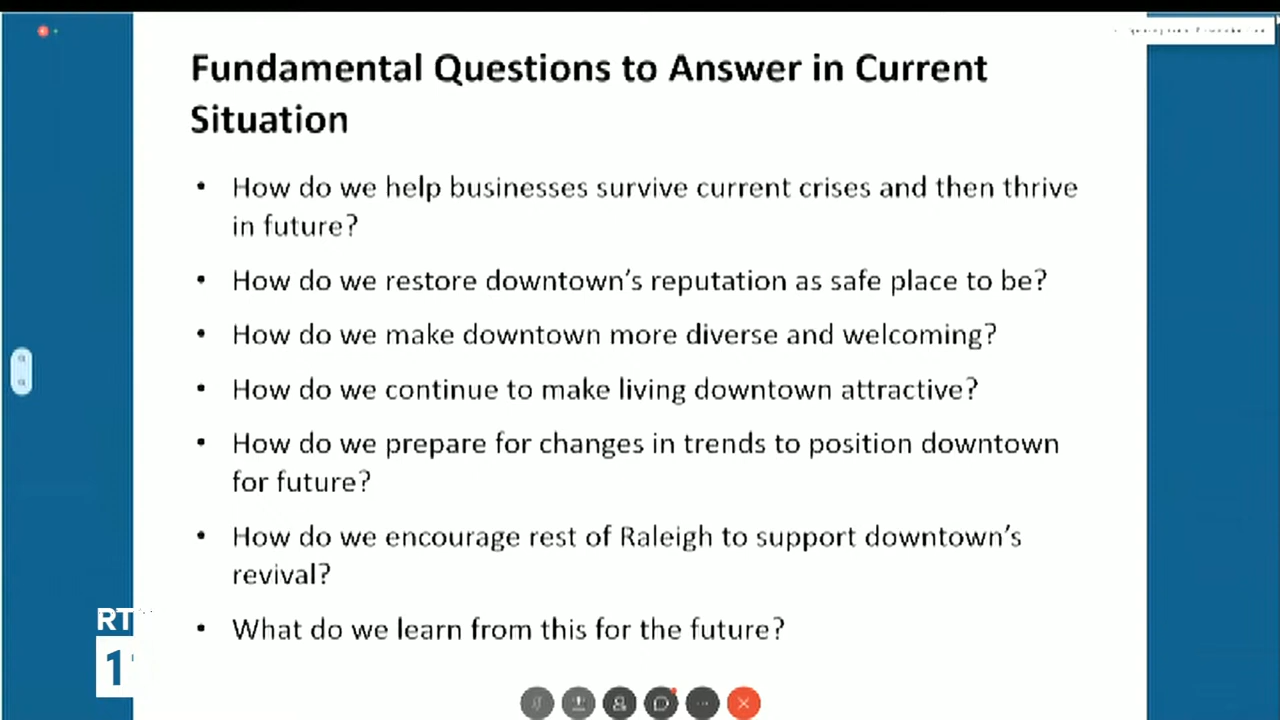 Fundamental Questions to Answer in Current
Situation
• How do we help businesses survive current crises and then thrive
in future?
• How do we restore downtown's reputation as safe place to be?
• How do we make downtown more diverse and welcoming?
• How do we continue to make living downtown attractive?
• How do we prepare for changes in trends to position downtown
for future?
• How do we encourage rest of Raleigh to support downtown's
revival?
• What do we learn from this for the future?
RT
1